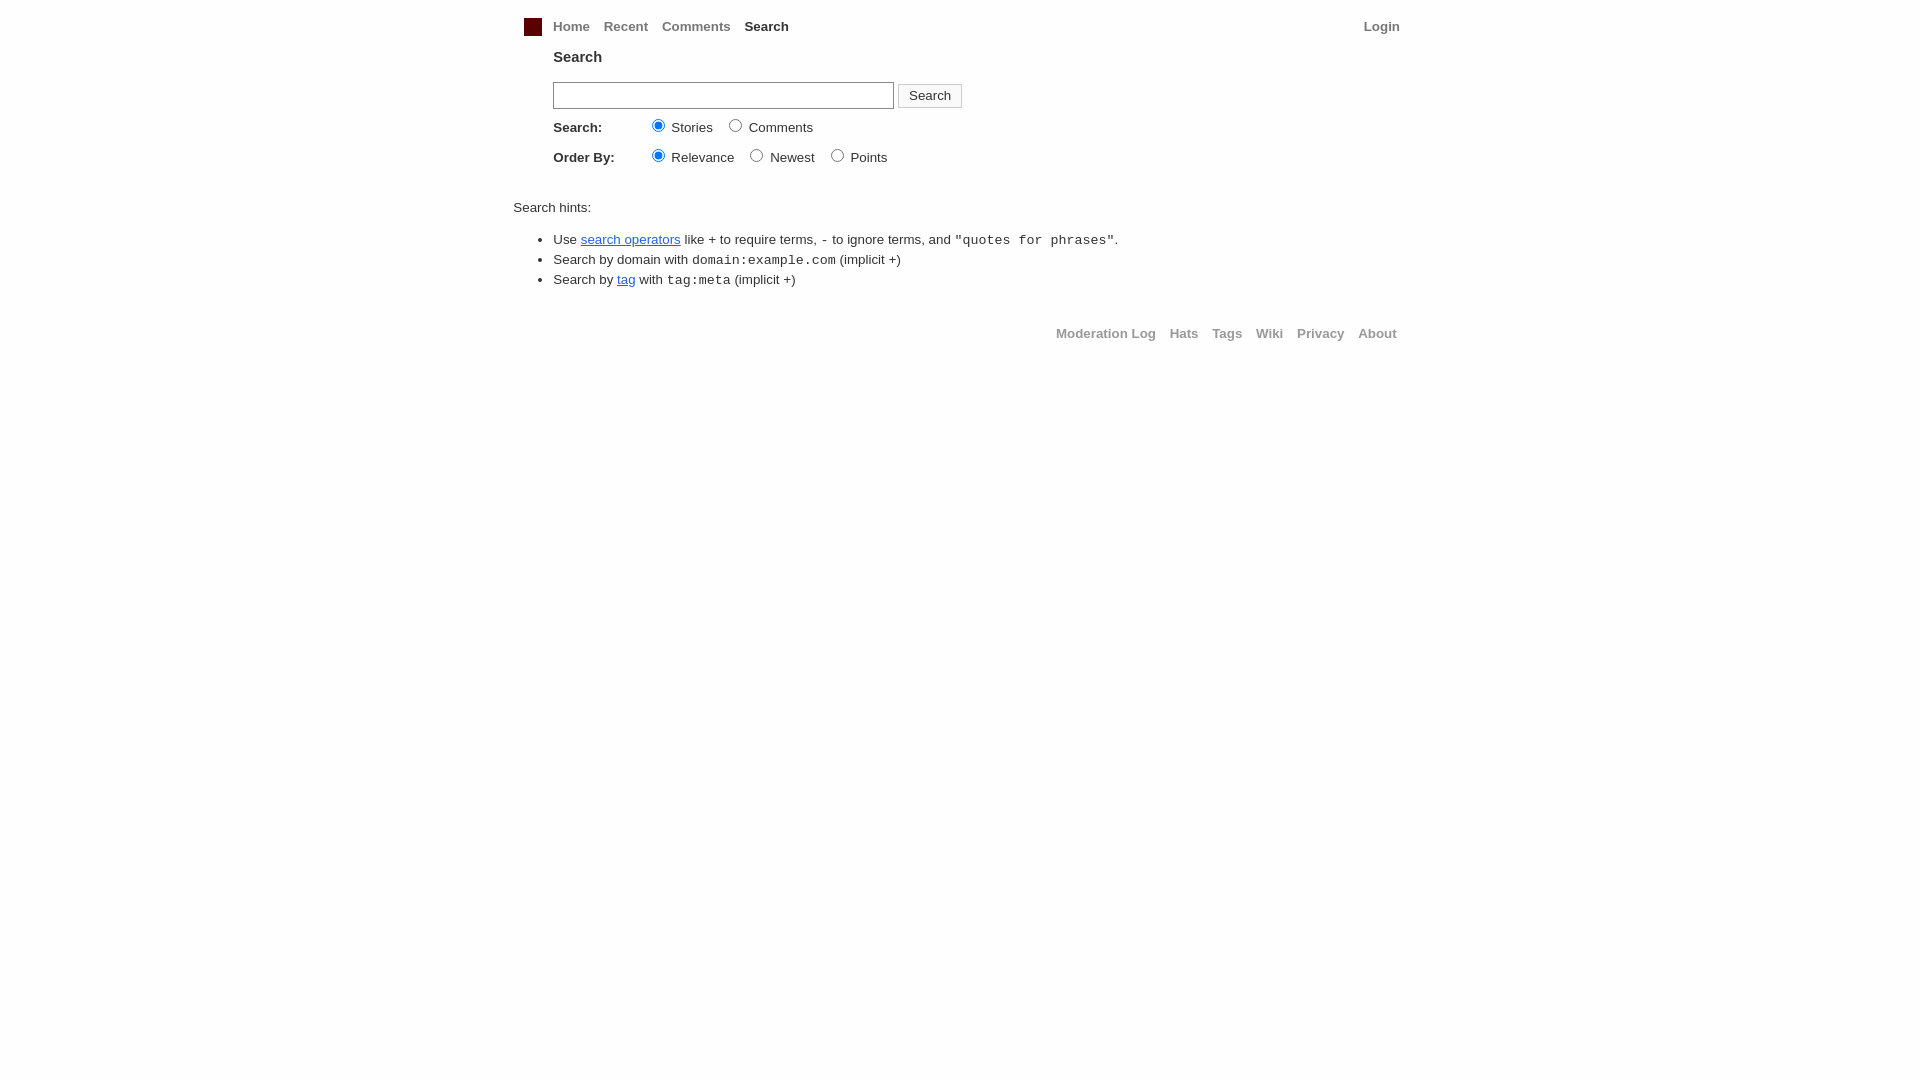 Home Recent Comments Search Login
Search
Search
Search: Stories Comments
Order By: Relevance Newest Points
Search hints:
• Use search operators like + to require terms, - to ignore terms, and "quotes for phrases".
• Search by domain with domain:example.com (implicit +)
• Search by tag with tag:meta (implicit +)
Moderation Log Hats Tags Wiki Privacy About